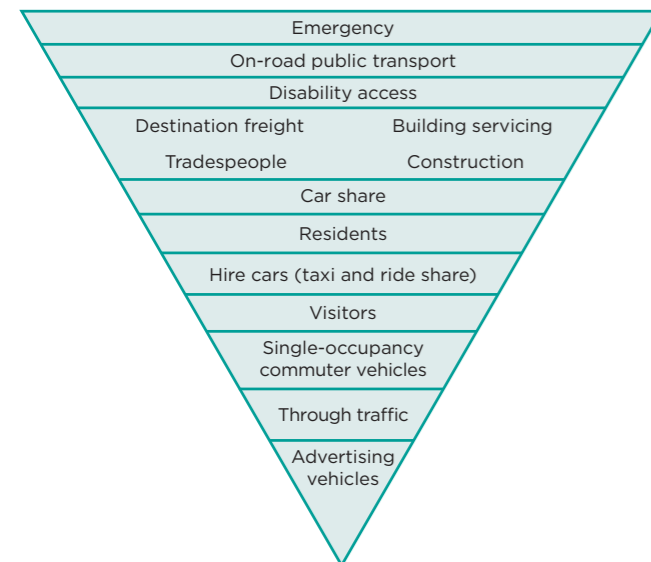 Emergency
On-road public transport
Disability access
Destination freight Building servicing
Tradespeople Construction
Car share
Residents
Hire cars (taxi and ride share)
Visitors
Single-occupancy
commuter vehicles
Through traffic
Advertising
vehicles